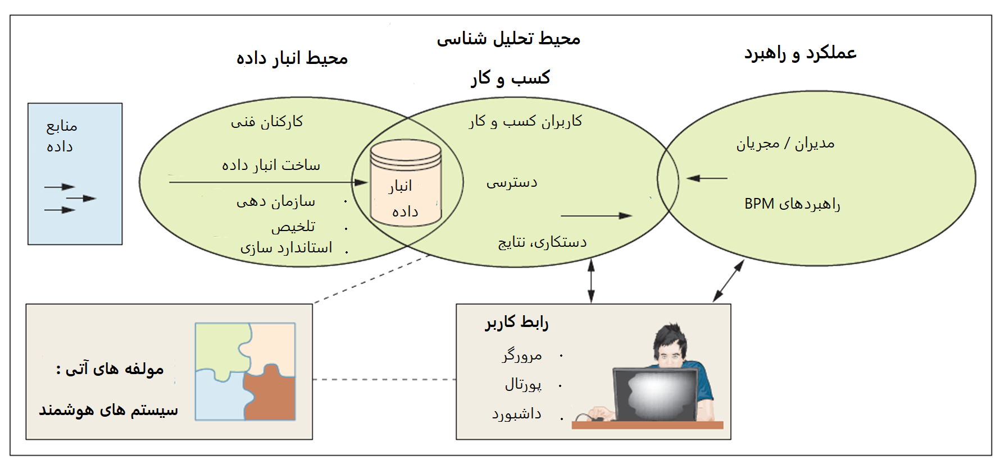 محیط انبار داده
محیط تحلیل شناسی
کسب و کار
عملکرد و راهبرد
منابع
داده
کارکنان فنی
ساخت انبار داده
· سازمان دهی
· تلخیص
· استاندارد سازی
انبار
داده
کاربران کسب و کار
دسترسی
دستکاری، نتایج
مدیران / مجریان
راهبردهای BPM
مولفه های آتی :
سیستم های هوشمند
رابط کاربر
· مرورگر
· پورتال
· داشبورد